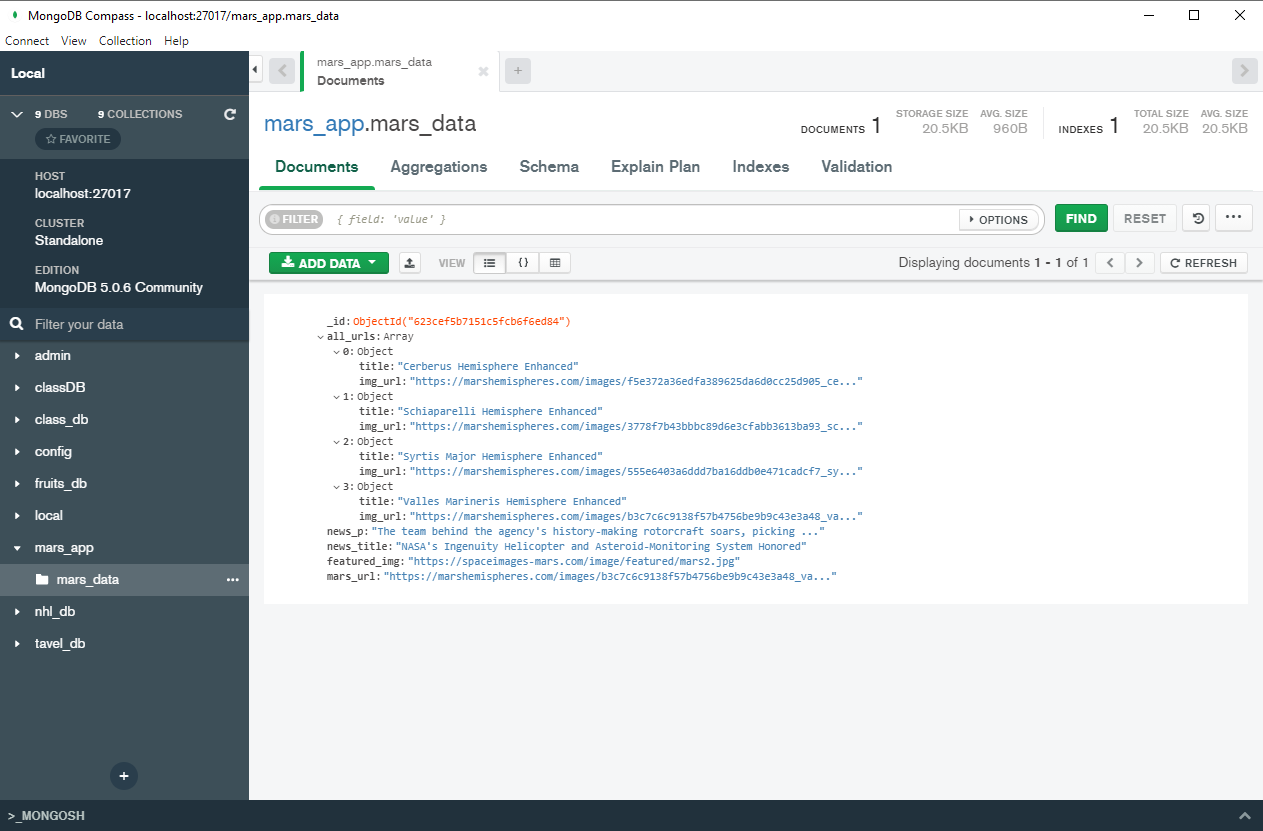 MongoDB Compass - localhost:27017/mars_app.mars_data
Connect View Collection Help
Local
9 DBS 9 COLLECTIONS
FAVORITE
HOST
localhost:27017
CLUSTER
Standalone
EDITION
MongoDB 5.0.6 Community
Filter your data
admin
classDB
class_db
config
fruits_db
local
mars_app
mars_data
nhl_db
tavel_db
>_MONGOSH
mars_app.mars_data
Documents
mars_app.mars_data
DOCUMENTS 1
STORAGE SIZE
20.5KB
AVG. SIZE
960B
INDEXES 1
TOTAL SIZE
20.5KB
AVG. SIZE
20.5KB
Documents Aggregations Schema Explain Plan Indexes Validation
FILTER { field: 'value' } OPTIONS FIND RESET ...
ADD DATA VIEW {} Displaying documents 1 - 1 of 1 < > REFRESH
_id: ObjectId("623cef5b7151c5fcb6f6ed84")
all_urls: Array
0: Object
title: "Cerberus Hemisphere Enhanced"
img_url: "https://marshemispheres.com/images/f5e372a36edfa389625da6d0cc25d905_ce..."
1: Object
title: "Schiaparelli Hemisphere Enhanced"
img_url: "https://marshemispheres.com/images/3778f7b43bbbc89d6e3cfabb3613ba93_sc..."
2: Object
title: "Syrtis Major Hemisphere Enhanced"
img_url: "https://marshemispheres.com/images/555e6403a6ddd7ba16ddb0e471cadcf7_sy..."
3: Object
title: "Valles Marineris Hemisphere Enhanced"
img_url: "https://marshemispheres.com/images/b3c7c6c9138f57b4756be9b9c43e3a48_va..."
news_p: "The team behind the agency's history-making rotorcraft soars, picking ..."
news_title: "NASA's Ingenuity Helicopter and Asteroid-Monitoring System Honored"
featured_img: "https://spaceimages-mars.com/image/featured/mars2.jpg"
mars_url: "https://marshemispheres.com/images/b3c7c6c9138f57b4756be9b9c43e3a48_va..."